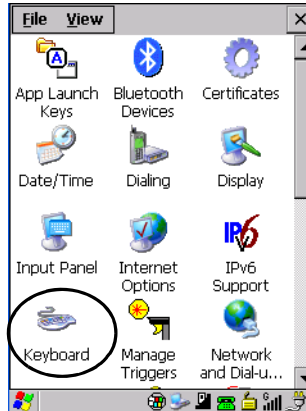 File View
App Launch Bluetooth Certificates
Keys Devices
Date/Time Dialing Display
Input Panel Internet IPv6
Options Support
Keyboard Manage Network
Triggers and Dial-u...